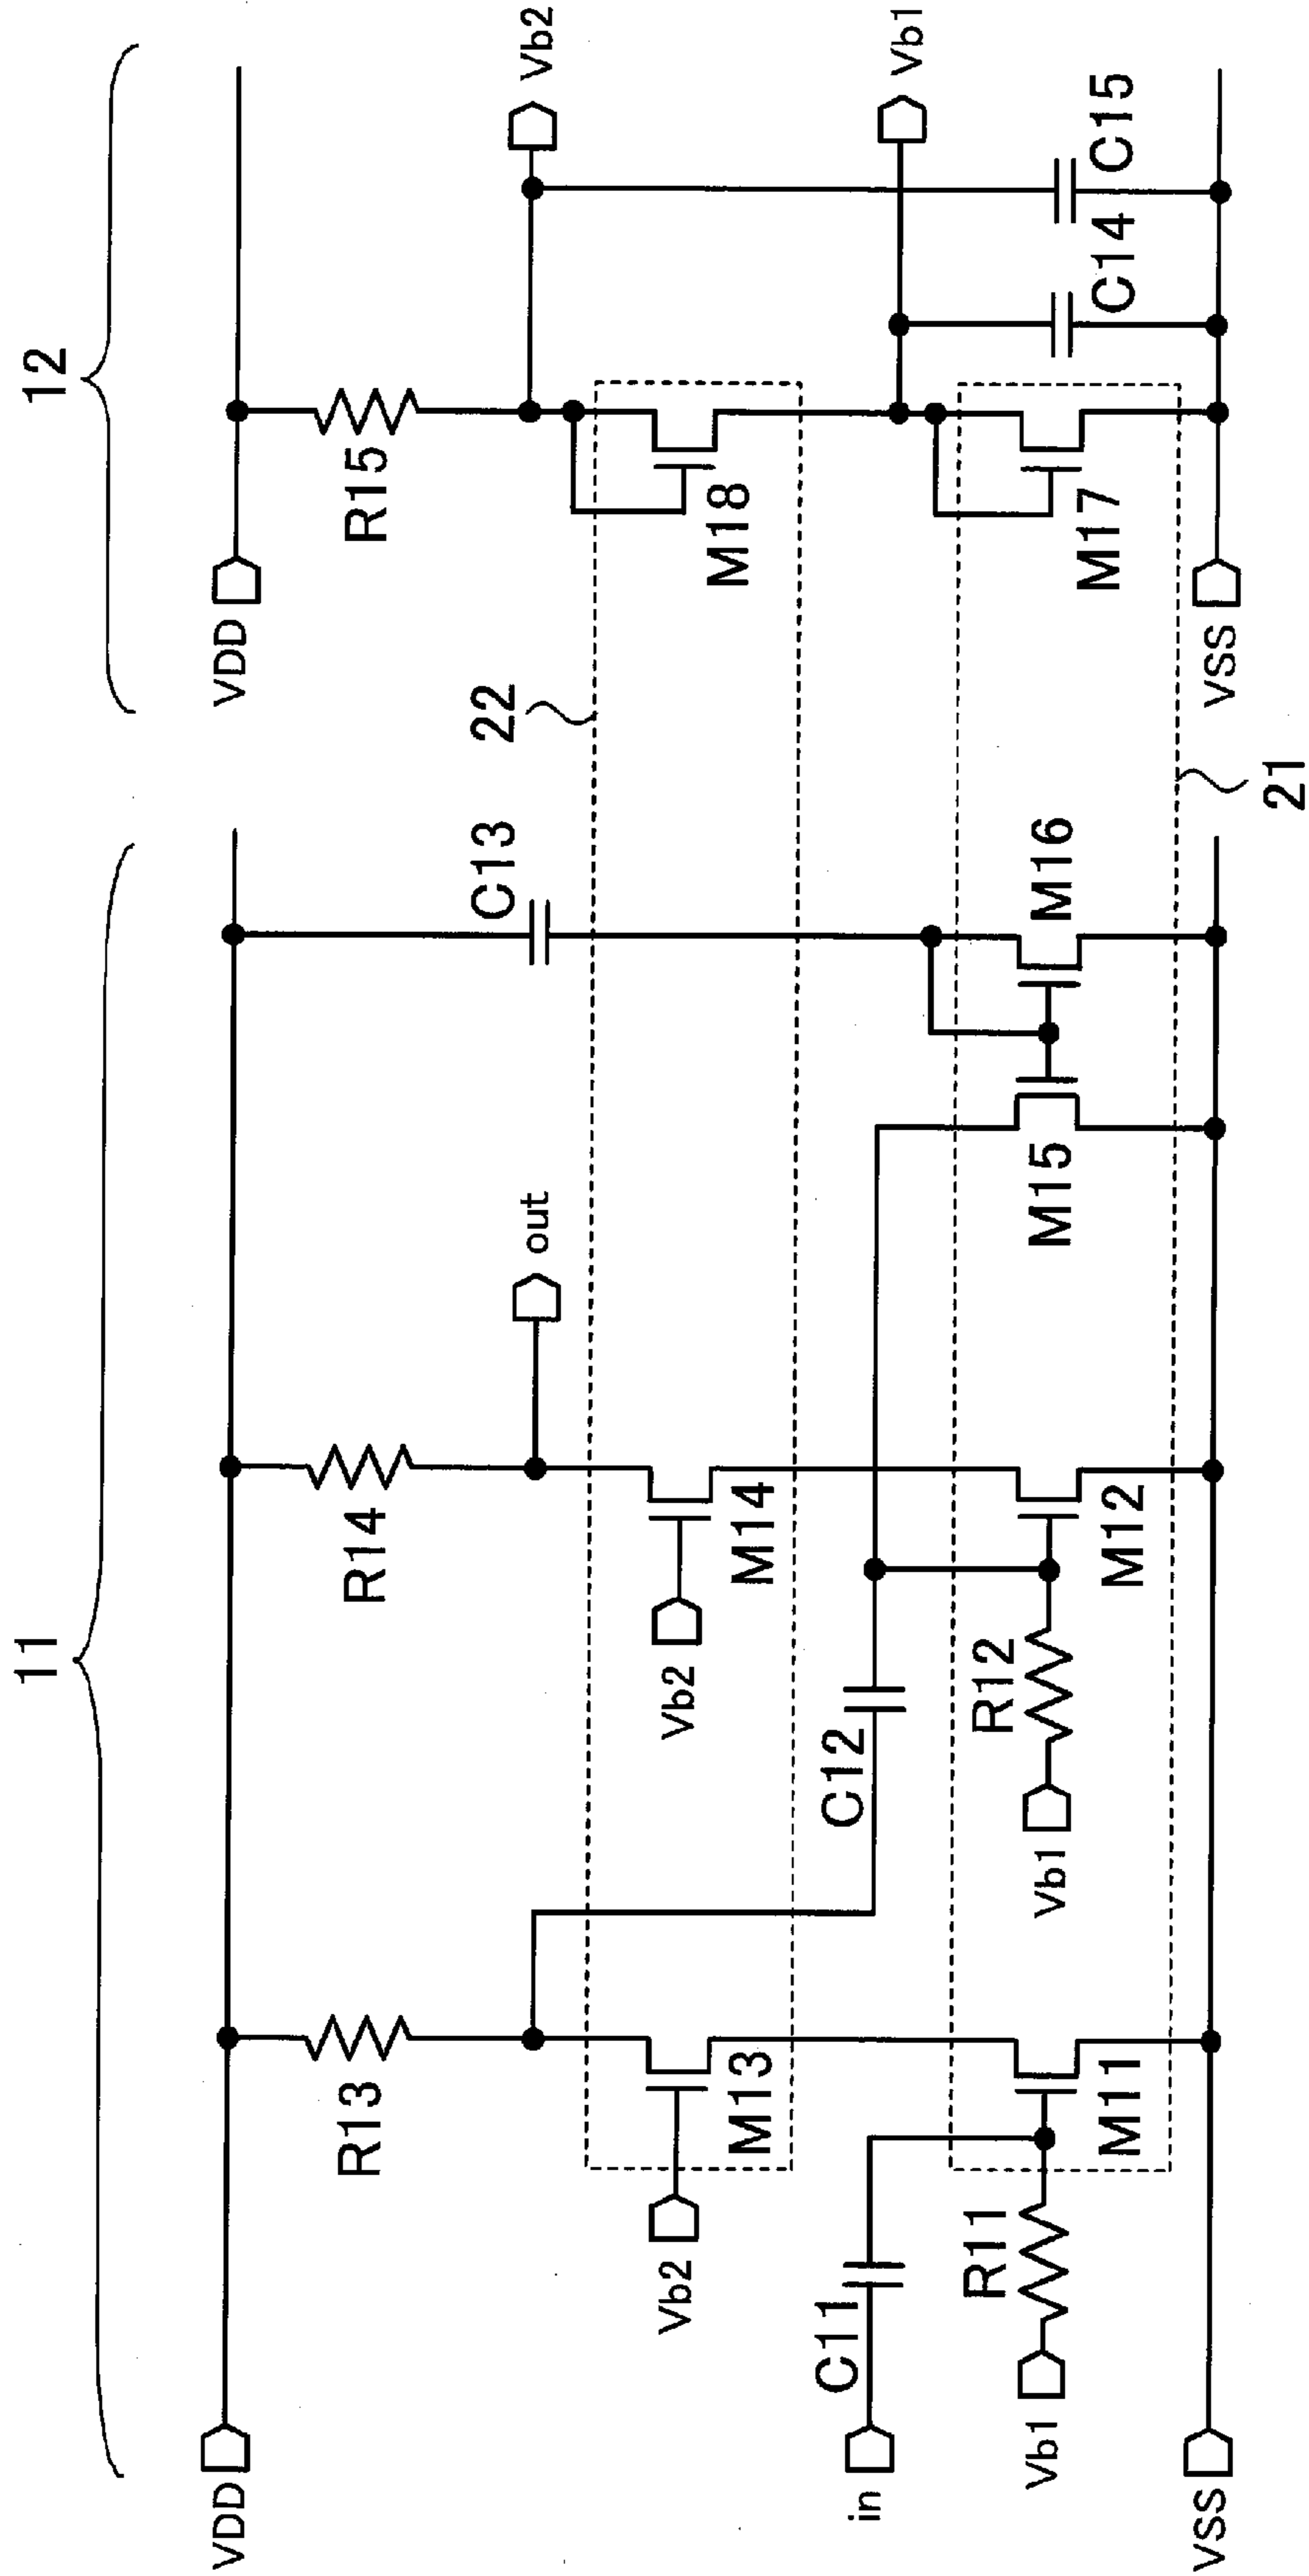 11
12
VDD
R13
R14
C13
VDD
R15
Vb2
out
22
Vb2
M13
Vb2
M14
M18
in
C11
C12
Vb1
Vb1
R11
M11
Vb1
R12
M12
M15
M16
M17
C14
C15
VSS
VSS
21